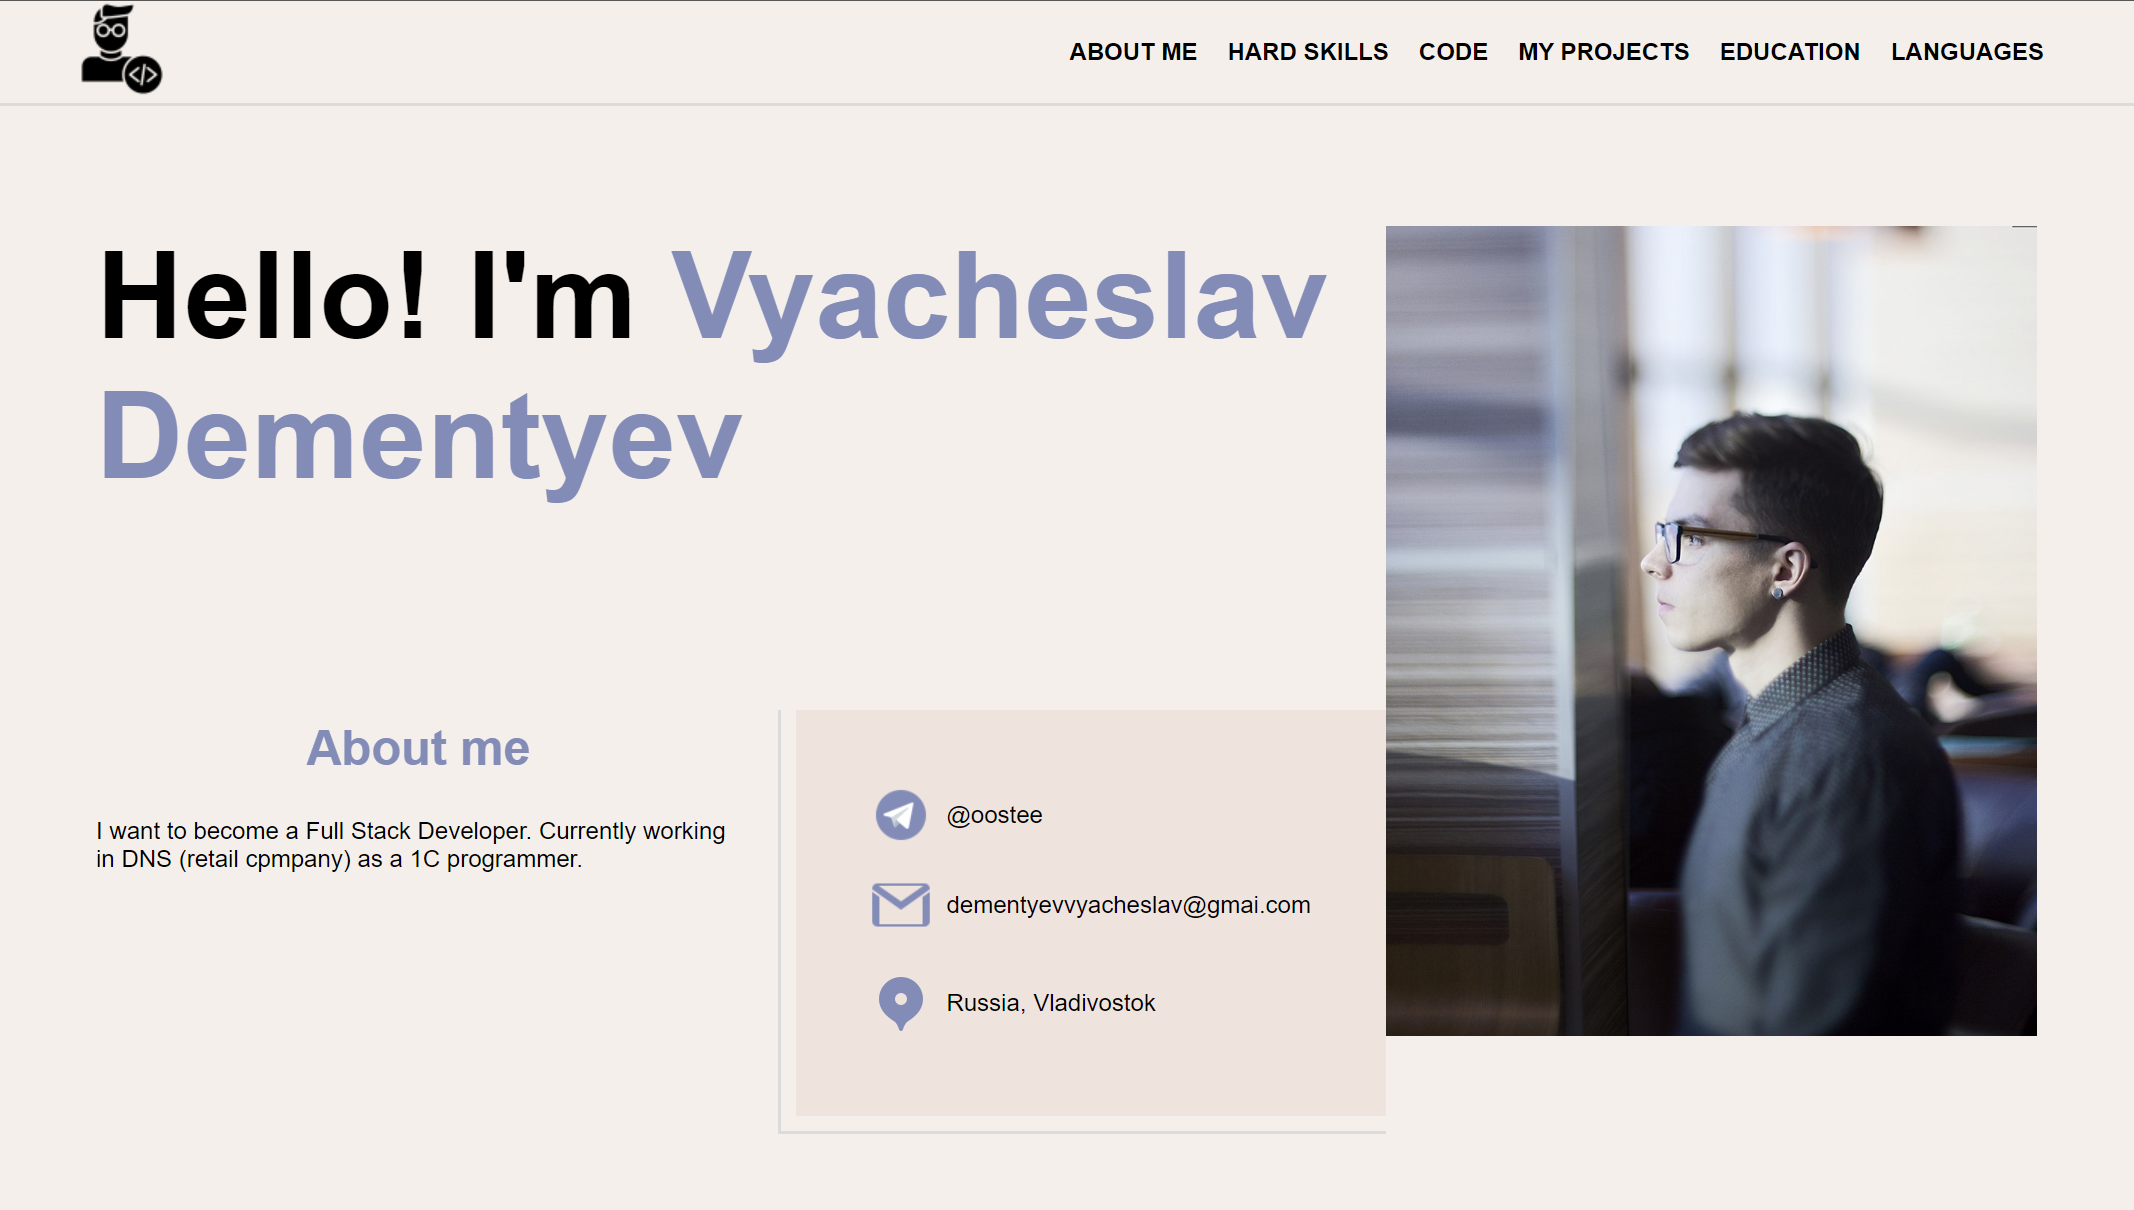 </>
ABOUT ME HARD SKILLS CODE MY PROJECTS EDUCATION LANGUAGES
Hello! I'm Vyacheslav
Dementyev
About me
I want to become a Full Stack Developer. Currently working
in DNS (retail cpmpany) as a 1C programmer.
@oostee
dementyevvyacheslav@gmai.com
Russia, Vladivostok